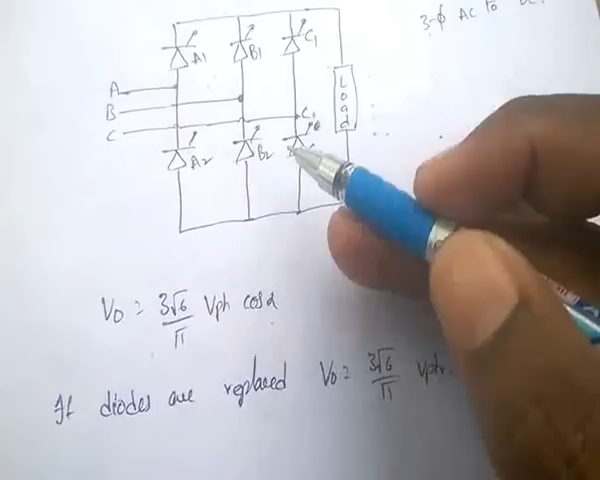 3-ϕ AC to
A1
B1
C1
A
B
C
C,
Load
A2
B2
V0 = 3√6/π Vph cosα
If diodes are replaced V0 = 3√6/π Vph